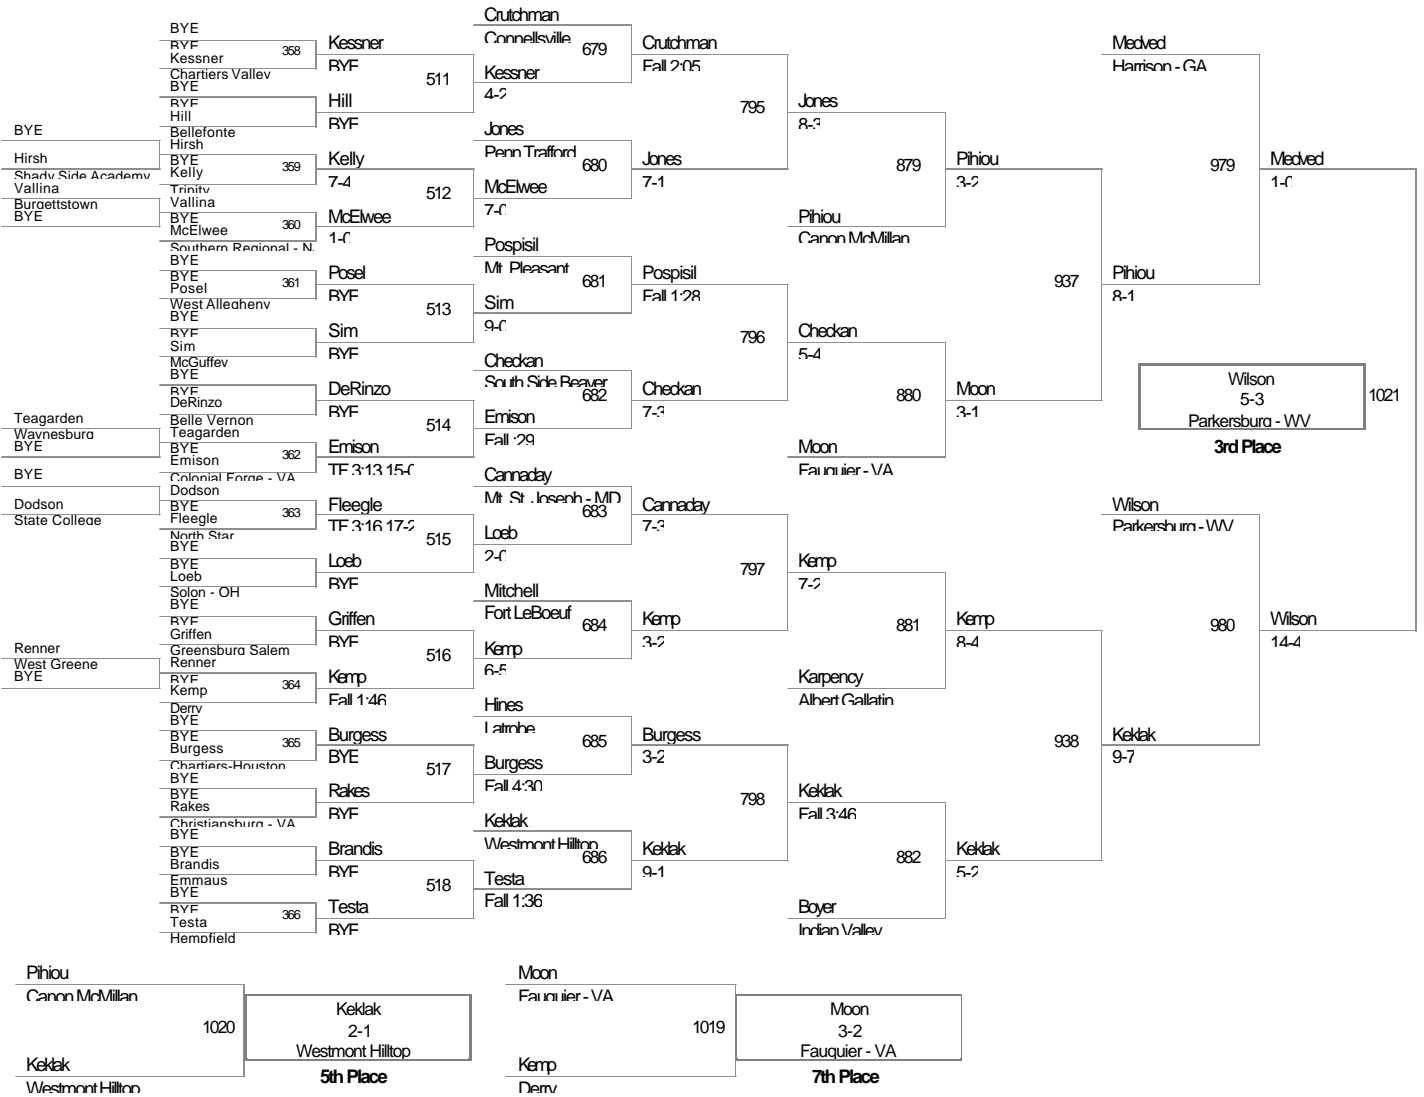 BYE
Hirsh
Shady Side Academy
Vallina
Burgettstown
BYE
Teagarden
Waynesburg
BYE
BYE
Dodson
State College
Renner
West Greene
BYE
BYE
BYE
Kessner
358
Chartiers Valley
BYE
BYE
Hill
Bellefonte
Hirsh
BYE
Kelly
359
Trinity
Vallina
BYE
McElwee
360
Southern Regional - NJ
BYE
BYE
Posel
361
West Allegheny
BYE
BYE
Sim
McGuffey
BYE
BYE
DeRinzo
Belle Vernon
Teagarden
BYE
Emison
362
Colonial Forge - VA
Dodson
BYE
Fleegle
363
North Star
BYE
BYE
Loeb
Solon - OH
BYE
BYE
Griffen
Greensburg Salem
Renner
BYE
Kemp
364
Derry
BYE
BYE
Burgess
365
Chartiers-Houston
BYE
BYE
Rakes
Christiansburg - VA
BYE
BYE
Brandis
Emmaus
BYE
BYE
Testa
366
Hempfield
Kessner
BYE
511
Hill
BYE
Kelly
7-4
512
McElwee
1-0
Posel
BYE
513
Sim
BYE
DeRinzo
BYE
514
Emison
TF 3:13 15-0
Fleegle
TF 3:16 17-2
515
Loeb
BYE
Griffen
BYE
516
Kemp
Fall 1:46
Burgess
BYE
517
Rakes
BYE
Brandis
BYE
518
Testa
BYE
Crutchman
Connellsville
679
Kessner
4-2
Jones
Penn Trafford
680
McElwee
7-0
Pospisil
Mt. Pleasant
681
Sim
9-0
Checkan
South Side Beaver
682
Emison
Fall :29
Cannaday
Mt. St. Joseph - MD
683
Loeb
2-0
Mitchell
Fort LeBoeuf
684
Kemp
6-5
Hines
Latrobe
685
Burgess
Fall 4:30
Keklak
Westmont Hilltop
686
Testa
Fall 1:36
Crutchman
Fall 2:05
795
Jones
7-1
Pospisil
Fall 1:28
796
Checkan
7-3
Cannaday
7-3
797
Kemp
3-2
Burgess
3-2
798
Keklak
9-1
Jones
8-3
879
Pihiou
Canon McMillan
Checkan
5-4
880
Moon
Fauquier - VA
Kemp
7-2
881
Karpency
Albert Gallatin
Keklak
Fall 3:46
882
Boyer
Indian Valley
Pihiou
3-2
937
Moon
3-1
Kemp
8-4
938
Keklak
5-2
Medved
Harrison - GA
979
Pihiou
8-1
Wilson
Parkersburg - WV
980
Keklak
9-7
Medved
1-0
Wilson
5-3
Parkersburg - WV
1021
3rd Place
Wilson
14-4
Pihiou
Canon McMillan
1020
Keklak
Westmont Hilltop
Keklak
2-1
Westmont Hilltop
5th Place
Moon
Fauquier - VA
1019
Kemp
Derry
Moon
3-2
Fauquier - VA
7th Place